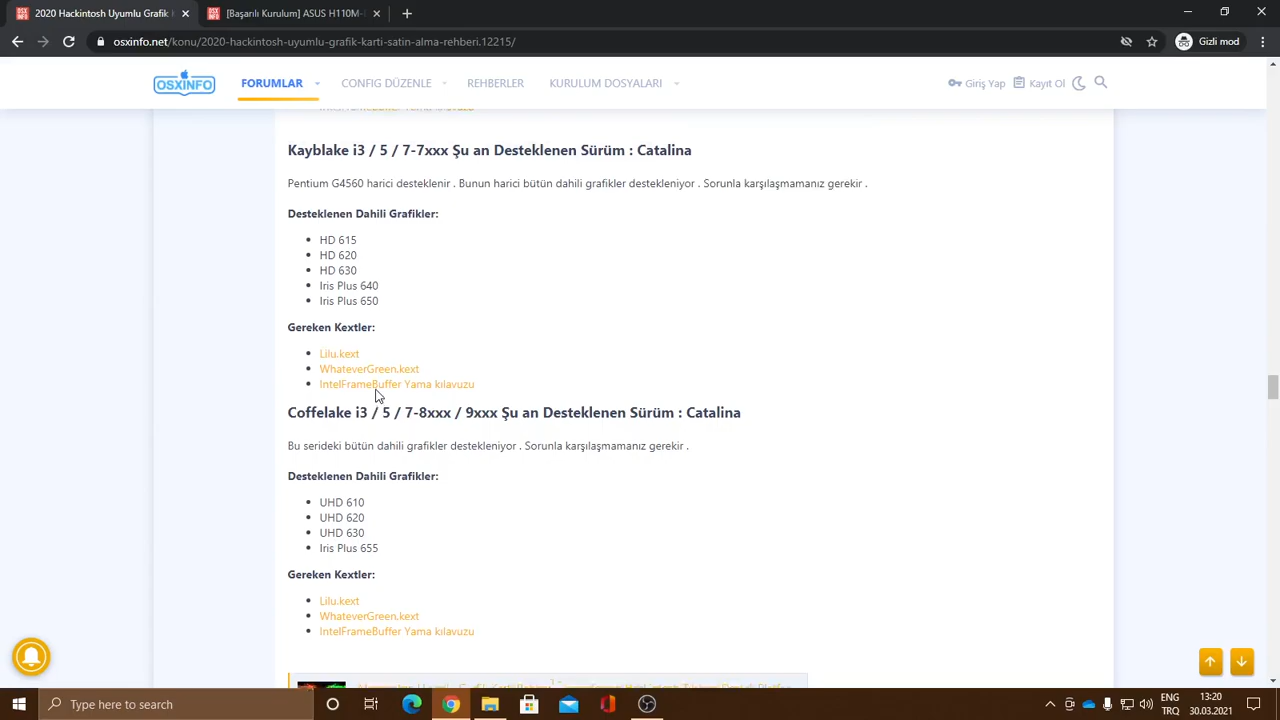 2020 Hackintosh Uyumlu Grafik K
[Başarılı Kurulum] ASUS H110M-
osxinfo.net/konu/2020-hackintosh-uyumlu-grafik-karti-satin-alma-rehberi.12215/
Gizli mod
OSXINFO
FORUMLAR
CONFIG DÜZENLE
REHBERLER
KURULUM DOSYALARI
Giriş Yap
Kayıt Ol
Kayblake i3 / 5 / 7-7xxx Şu an Desteklenen Sürüm : Catalina
Pentium G4560 harici desteklenir . Bunun harici bütün dahili grafikler destekleniyor . Sorunla karşılaşmamanız gerekir .
Desteklenen Dahili Grafikler:
HD 615
HD 620
HD 630
Iris Plus 640
Iris Plus 650
Gereken Kextler:
Lilu.kext
WhateverGreen.kext
IntelFrameBuffer Yama kılavuzu
Coffelake i3 / 5 / 7-8xxx / 9xxx Şu an Desteklenen Sürüm : Catalina
Bu serideki bütün dahili grafikler destekleniyor . Sorunla karşılaşmamanız gerekir .
Desteklenen Dahili Grafikler:
UHD 610
UHD 620
UHD 630
Iris Plus 655
Gereken Kextler:
Lilu.kext
WhateverGreen.kext
IntelFrameBuffer Yama kılavuzu
Type here to search
ENG
TRQ
13:20
30.03.2021